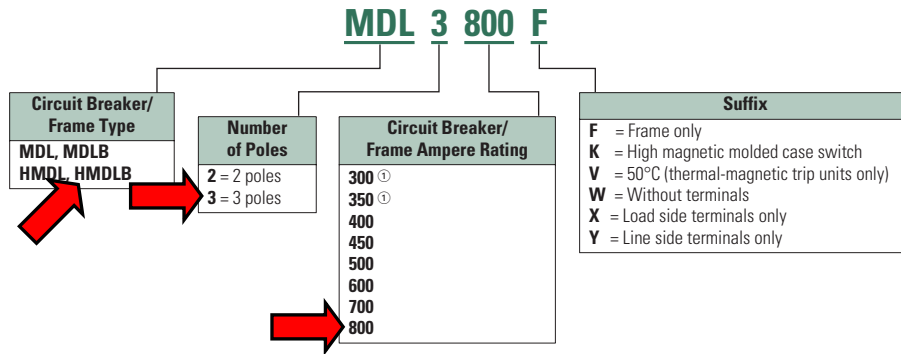 MDL 3 800 F
Circuit Breaker/
Frame Type
MDL, MDLB
HMDL, HMDLB
Number
of Poles
2 = 2 poles
3 = 3 poles
Circuit Breaker/
Frame Ampere Rating
300 ①
350 ①
400
450
500
600
700
800
Suffix
F = Frame only
K = High magnetic molded case switch
V = 50°C (thermal-magnetic trip units only)
W = Without terminals
X = Load side terminals only
Y = Line side terminals only